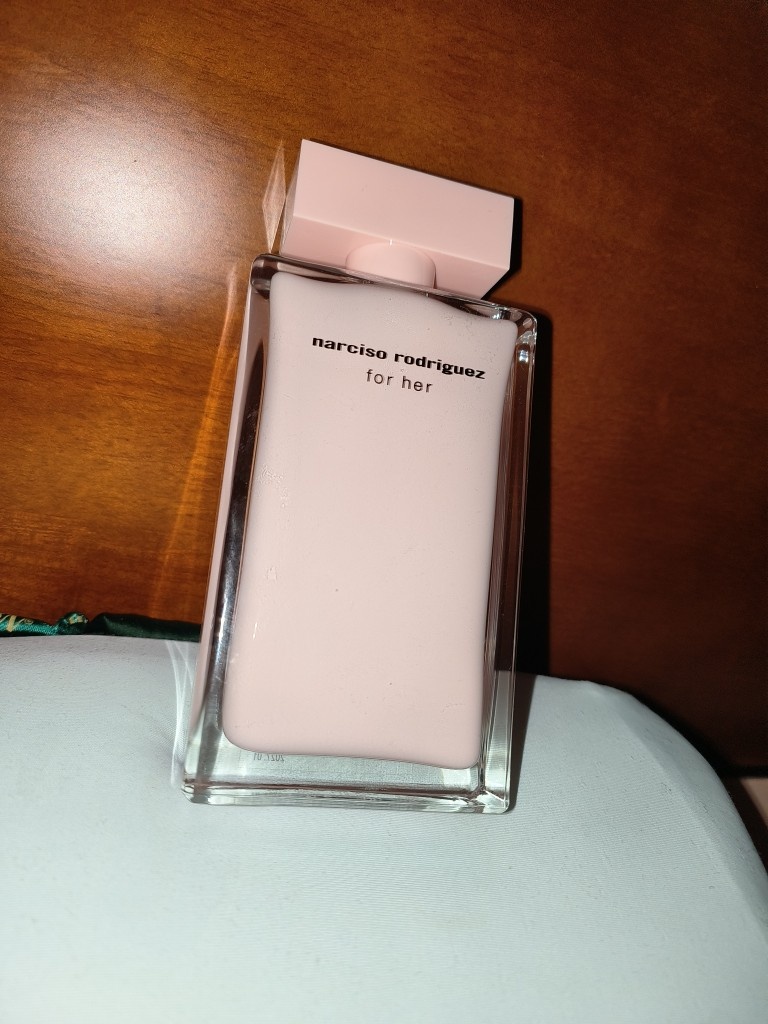 narciso rodriguez
for her